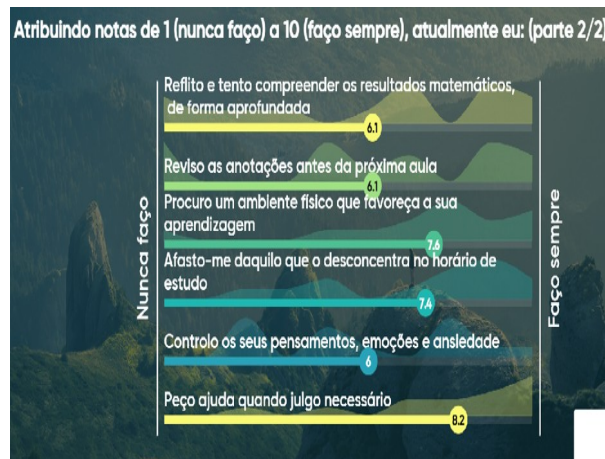 Atribuindo notas de 1 (nunca faço) a 10 (faço sempre), atualmente eu: (parte 2/2)
Reflito e tento compreender os resultados matemáticos,
de forma aprofundada
6.1
Reviso as anotações antes da próxima aula
6.1
Procuro um ambiente físico que favoreça a sua
aprendizagem
7.6
Afasto-me daquilo que o desconcentra no horário de
estudo
7.4
Controlo os seus pensamentos, emoções e ansiedade
6
Peço ajuda quando julgo necessário
8.2
Nunca faço
Faço sempre